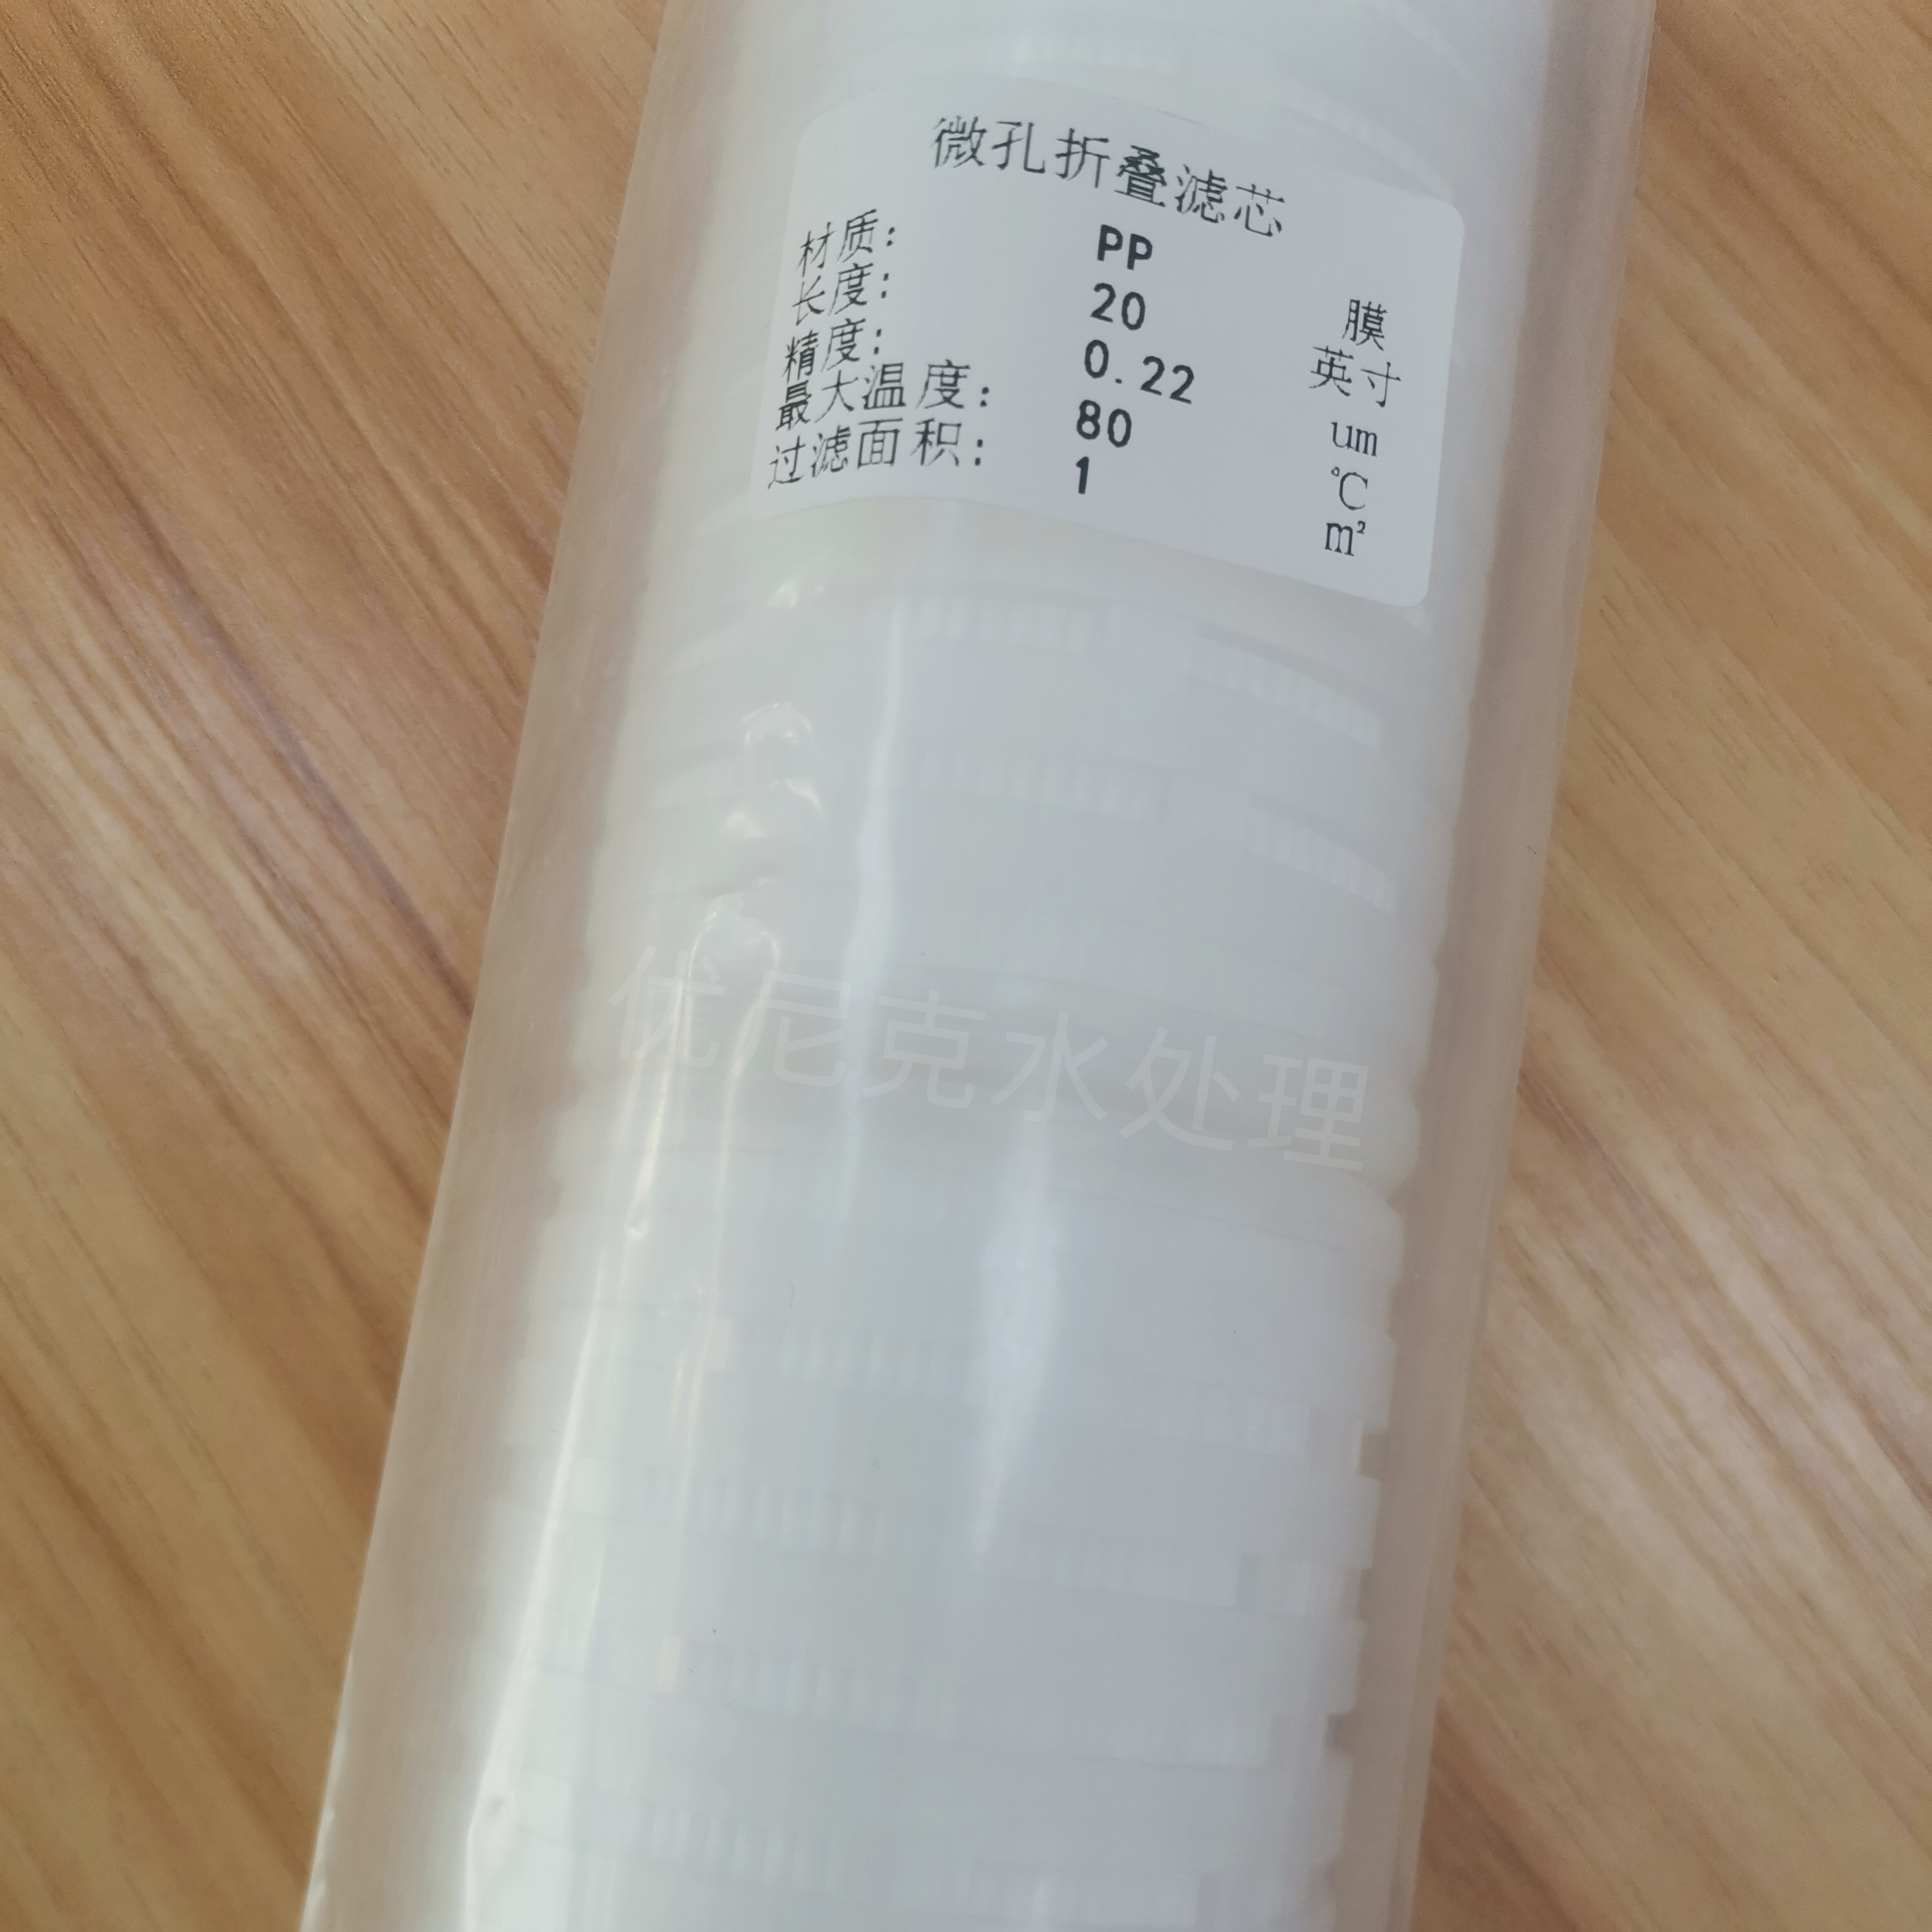 微孔折叠滤芯
材质: PP 膜
长度: 20 英寸
精度: 0.22 um
最大温度: 80 ℃
过滤面积: 1 m²
优尼克水处理